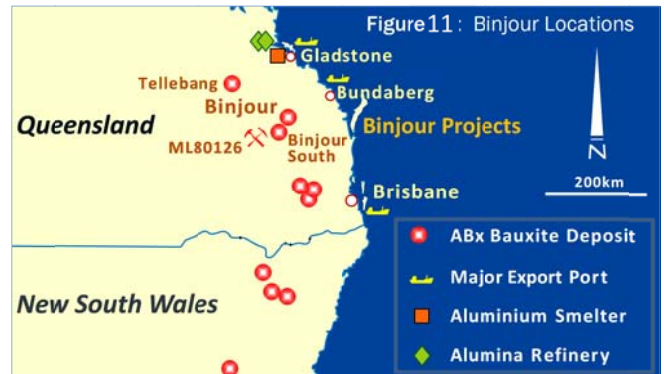 Figure 11: Binjour Locations
Gladstone
Tellebang
Bundaberg
Binjour
Binjour Projects
Queensland
ML80126
Binjour
South
N
200km
Brisbane
ABx Bauxite Deposit
Major Export Port
New South Wales
Aluminium Smelter
Alumina Refinery